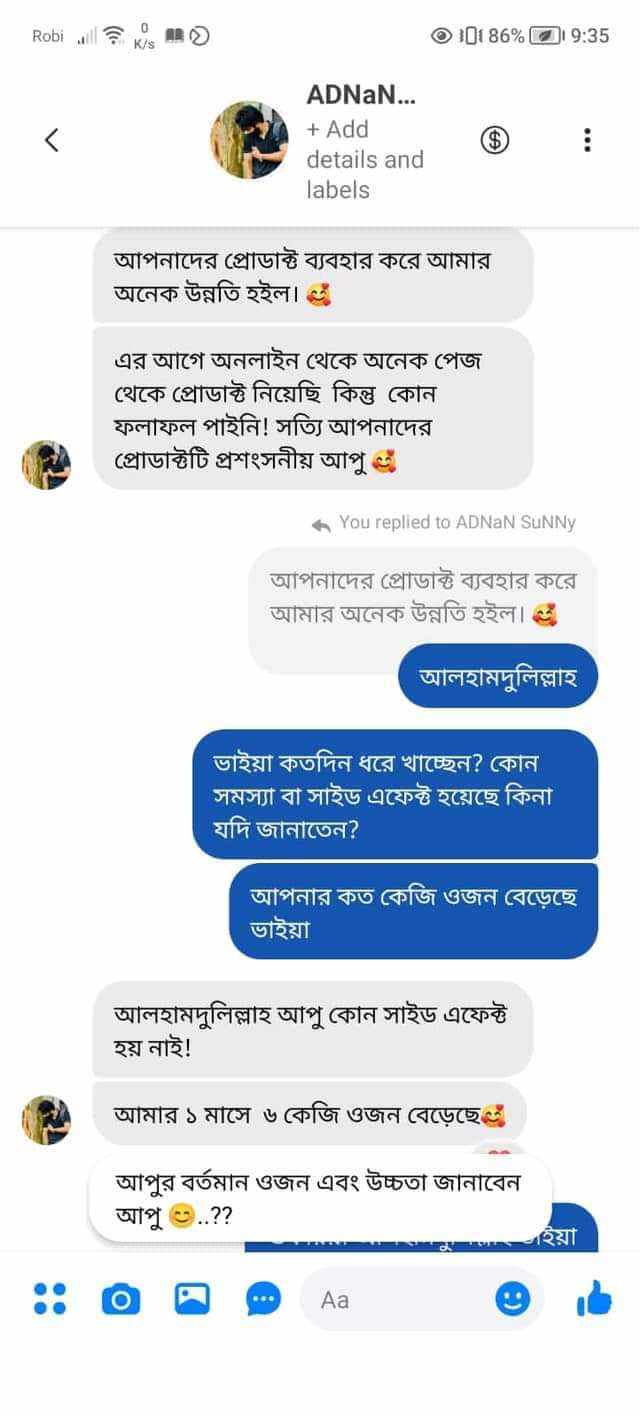 Robi 0 K/s 86% 9:35
ADNaN...
+ Add
details and
labels
আপনাদের প্রোডাক্ট ব্যবহার করে আমার
অনেক উন্নতি হইল। 🥰
এর আগে অনলাইন থেকে অনেক পেজ
থেকে প্রোডাক্ট নিয়েছি কিন্তু কোন
ফলাফল পাইনি! সত্যি আপনাদের
প্রোডাক্টটি প্রশংসনীয় আপু 🥰
You replied to ADNaN SuNNy
আপনাদের প্রোডাক্ট ব্যবহার করে
আমার অনেক উন্নতি হইল। 🥰
আলহামদুলিল্লাহ
ভাইয়া কতদিন ধরে খাচ্ছেন? কোন
সমস্যা বা সাইড এফেক্ট হয়েছে কিনা
যদি জানাতেন?
আপনার কত কেজি ওজন বেড়েছে
ভাইয়া
আলহামদুলিল্লাহ আপু কোন সাইড এফেক্ট
হয় নাই!
আমার ১ মাসে ৬ কেজি ওজন বেড়েছে🥰
আপুর বর্তমান ওজন এবং উচ্চতা জানাবেন
আপু 😊..??
Aa